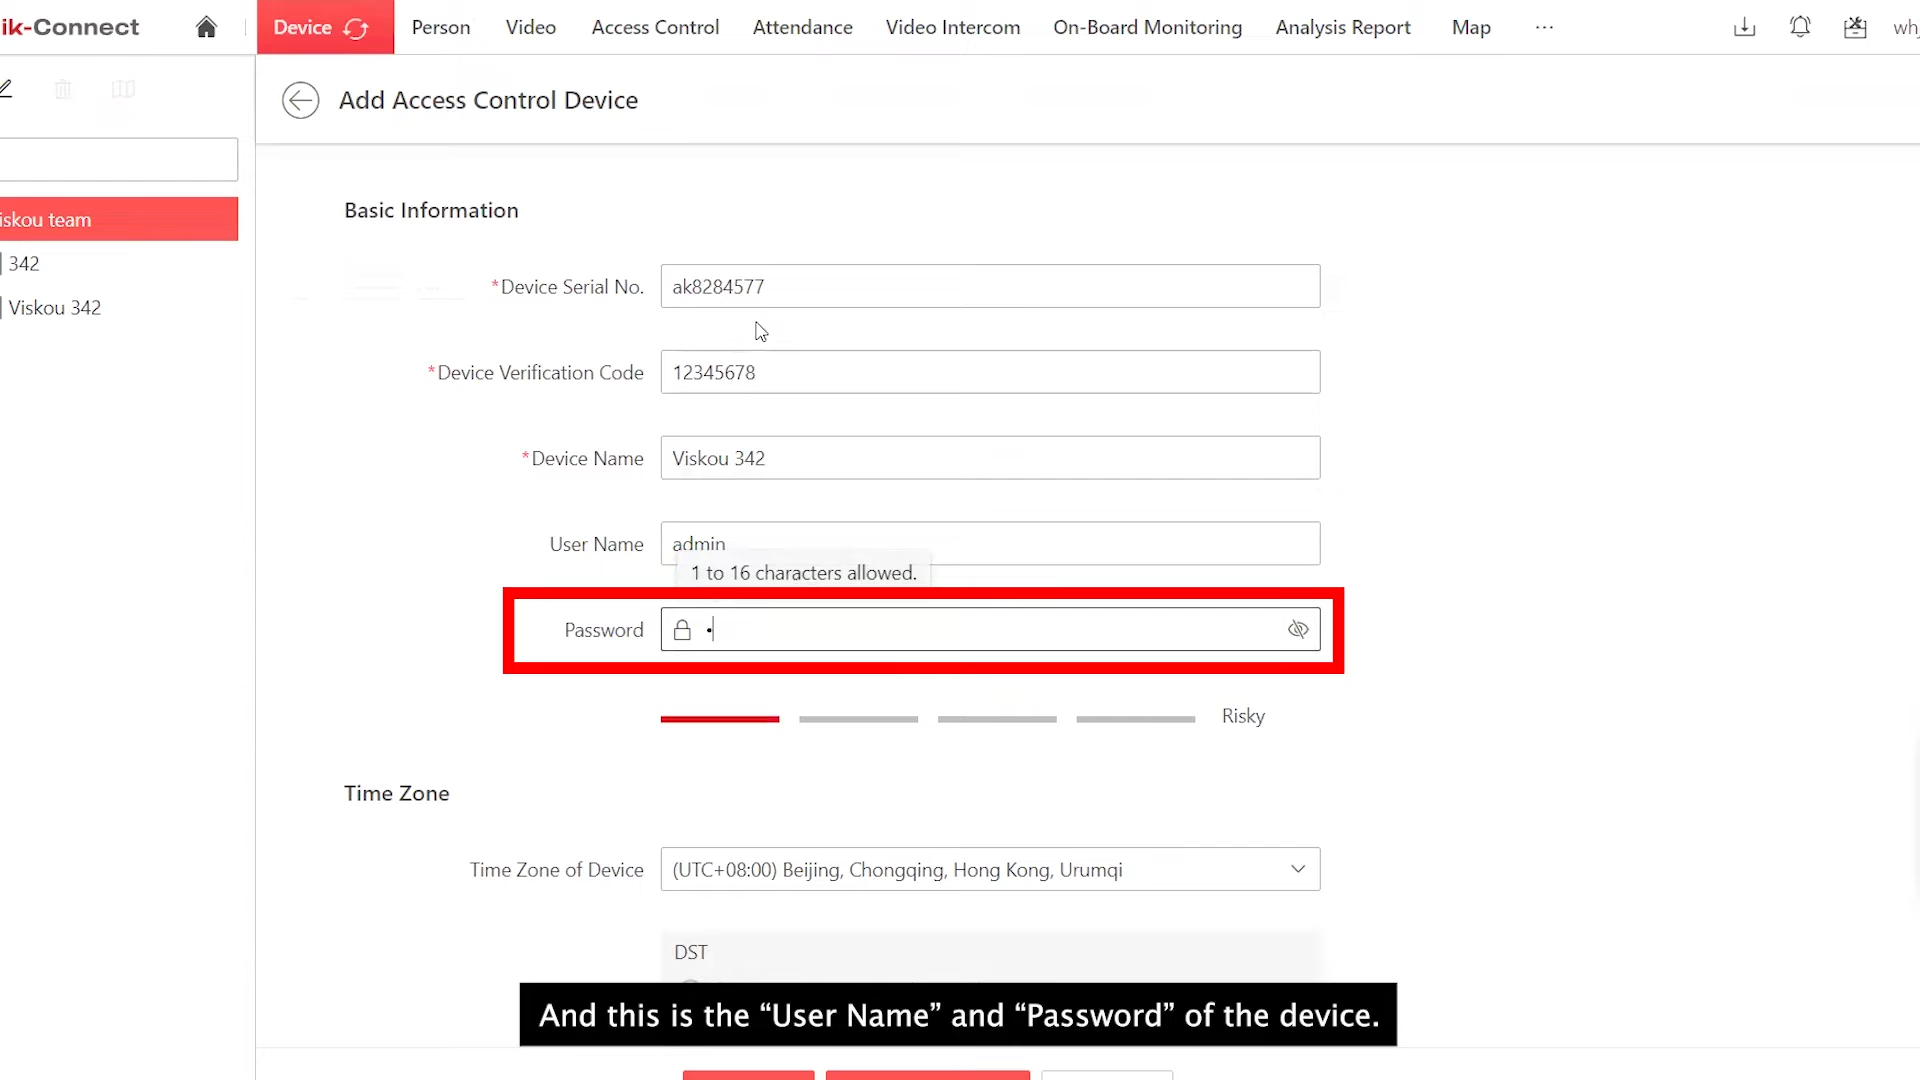 ik-Connect
Device
Person
Video
Access Control
Attendance
Video Intercom
On-Board Monitoring
Analysis Report
Map
...
wh
Add Access Control Device
iskou team
342
Viskou 342
Basic Information
*Device Serial No.
ak8284577
*Device Verification Code
12345678
*Device Name
Viskou 342
User Name
admin
1 to 16 characters allowed.
Password
•
Risky
Time Zone
Time Zone of Device
(UTC+08:00) Beijing, Chongqing, Hong Kong, Urumqi
DST
And this is the “User Name” and “Password” of the device.